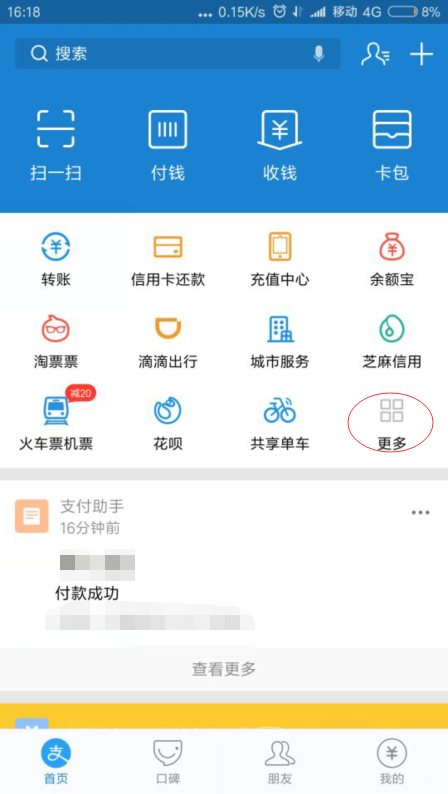 16:18 ... 0.15K/s 移动 4G 8%
搜索
扫一扫 付钱 收钱 卡包
转账 信用卡还款 充值中心 余额宝
淘票票 滴滴出行 城市服务 芝麻信用
减20
火车票机票 花呗 共享单车 更多
支付助手
16分钟前
付款成功
查看更多
支
首页 口碑 朋友 我的